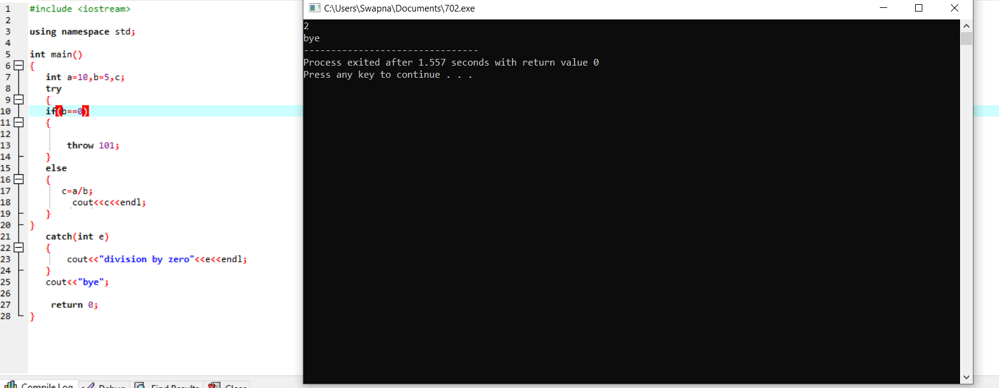 1 #include <iostream>
2
3 using namespace std;
4
5 int main()
6 {
7 int a=10,b=5,c;
8 try
9 {
10 if(b==0)
11 {
12
13 throw 101;
14 }
15 else
16 {
17 c=a/b;
18 cout<<c<<endl;
19 }
20 }
21 catch(int e)
22 {
23 cout<<"division by zero"<<e<<endl;
24 }
25 cout<<"bye";
26
27 return 0;
28 }
C:\Users\Swapna\Documents\702.exe
2
bye
--------------------------------
Process exited after 1.557 seconds with return value 0
Press any key to continue . . .
Compile Log Debug Find Results Close